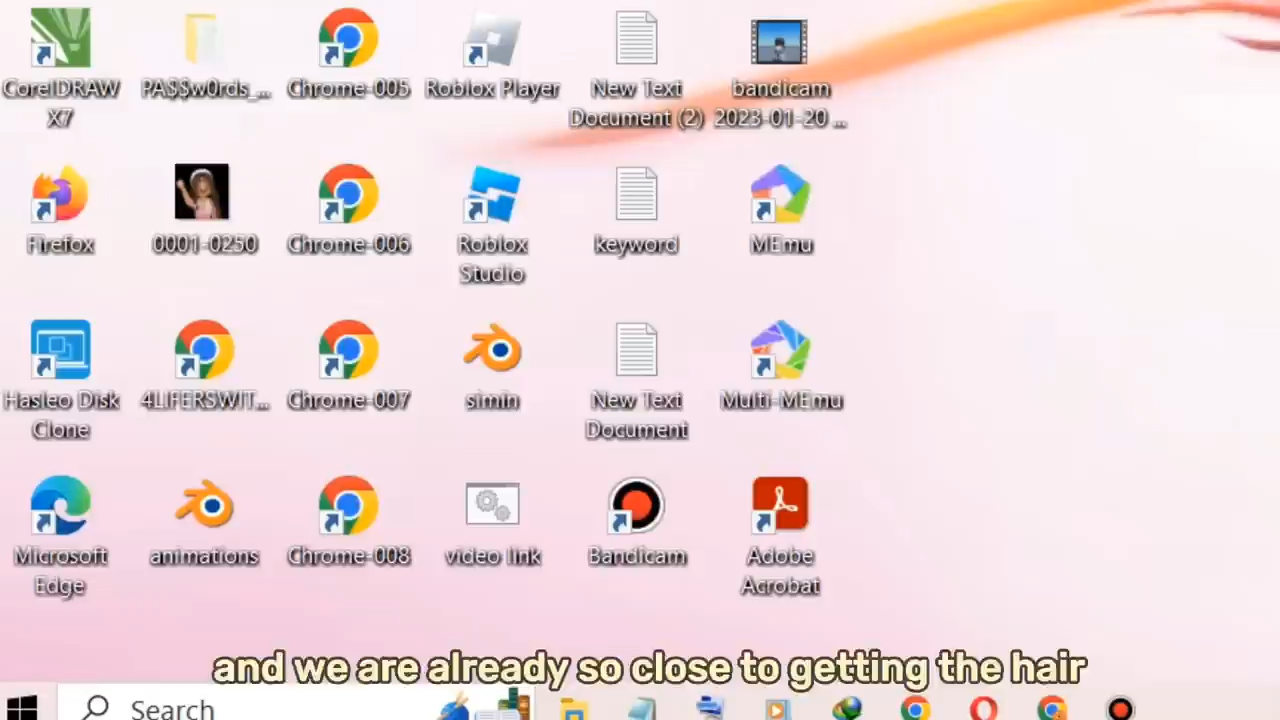 CorelDRAW
X7
PA$$w0rds_...
Chrome-005
Roblox Player
New Text
Document (2)
bandicam
2023-01-20 ...
Firefox
0001-0250
Chrome-006
Roblox
Studio
keyword
MEmu
Hasleo Disk
Clone
4LIFERSWIT...
Chrome-007
simin
New Text
Document
Multi-MEmu
Microsoft
Edge
animations
Chrome-008
video link
Bandicam
Adobe
Acrobat
and we are already so close to getting the hair
Search